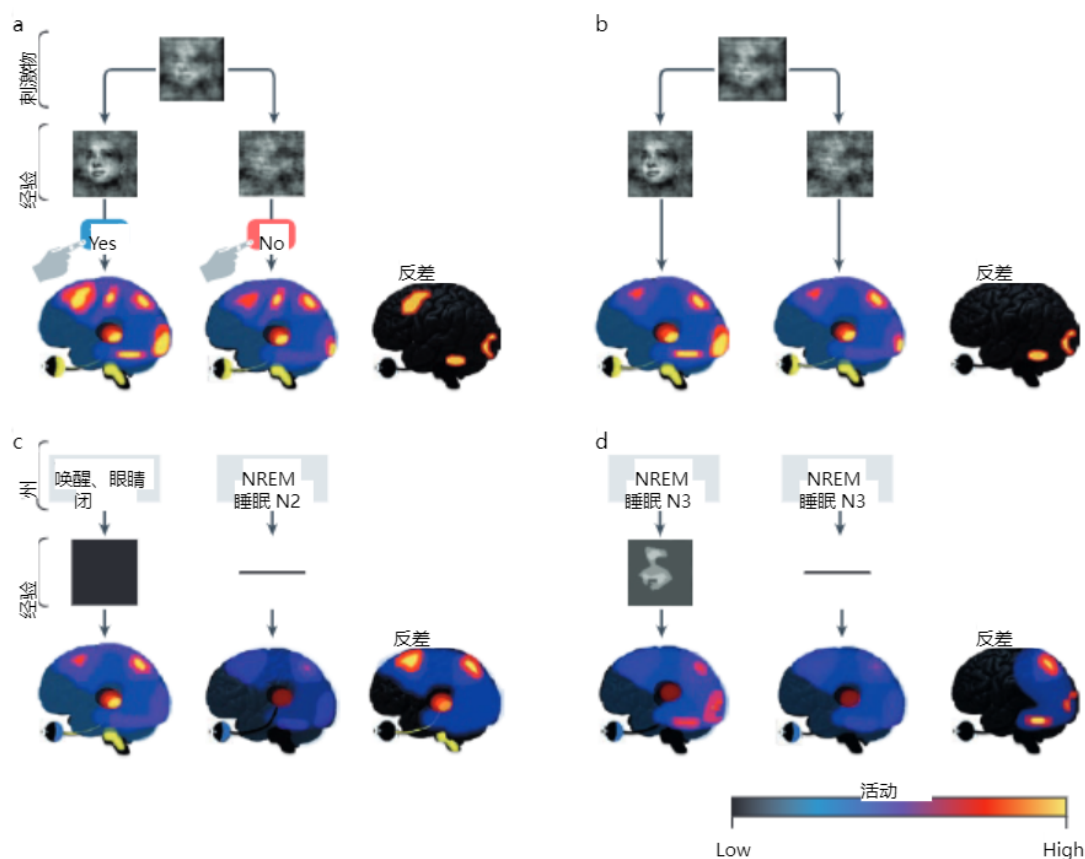 a
刺激物
经验
Yes
No
反差
b
反差
c
州
唤醒、眼睛
闭
NREM
睡眠 N2
经验
反差
d
NREM
睡眠 N3
NREM
睡眠 N3
反差
活动
Low
High